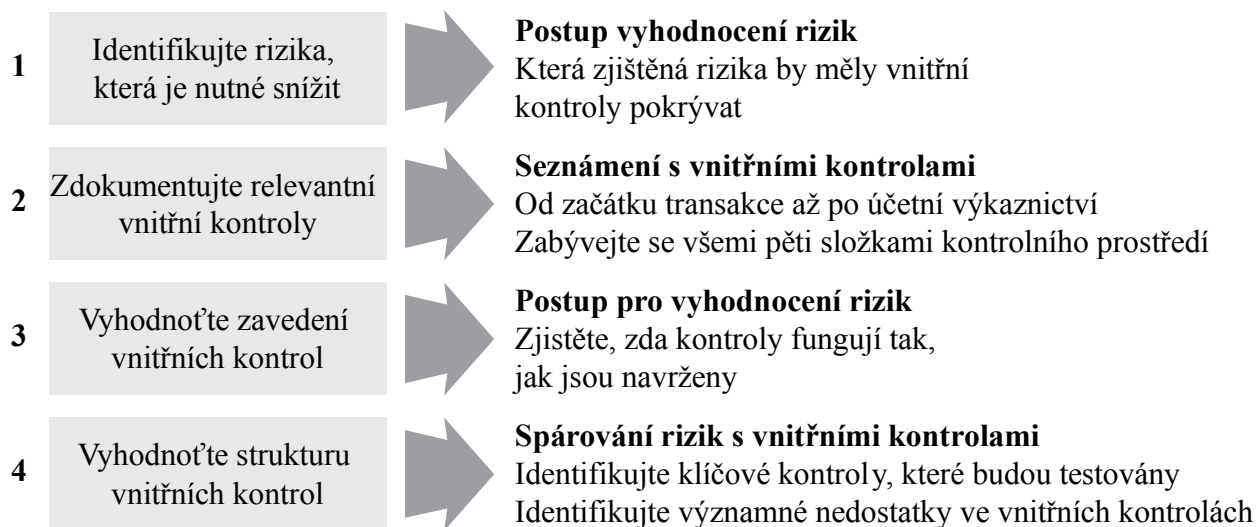 1
Identifikujte rizika,
která je nutné snížit
Postup vyhodnocení rizik
Která zjištěná rizika by měly vnitřní
kontroly pokrývat
2
Zdokumentujte relevantní
vnitřní kontroly
Seznámení s vnitřními kontrolami
Od začátku transakce až po účetní výkaznictví
Zabývejte se všemi pěti složkami kontrolního prostředí
3
Vyhodnoťte zavedení
vnitřních kontrol
Postup pro vyhodnocení rizik
Zjistěte, zda kontroly fungují tak,
jak jsou navrženy
4
Vyhodnoťte strukturu
vnitřních kontrol
Spárování rizik s vnitřními kontrolami
Identifikujte klíčové kontroly, které budou testovány
Identifikujte významné nedostatky ve vnitřních kontrolách